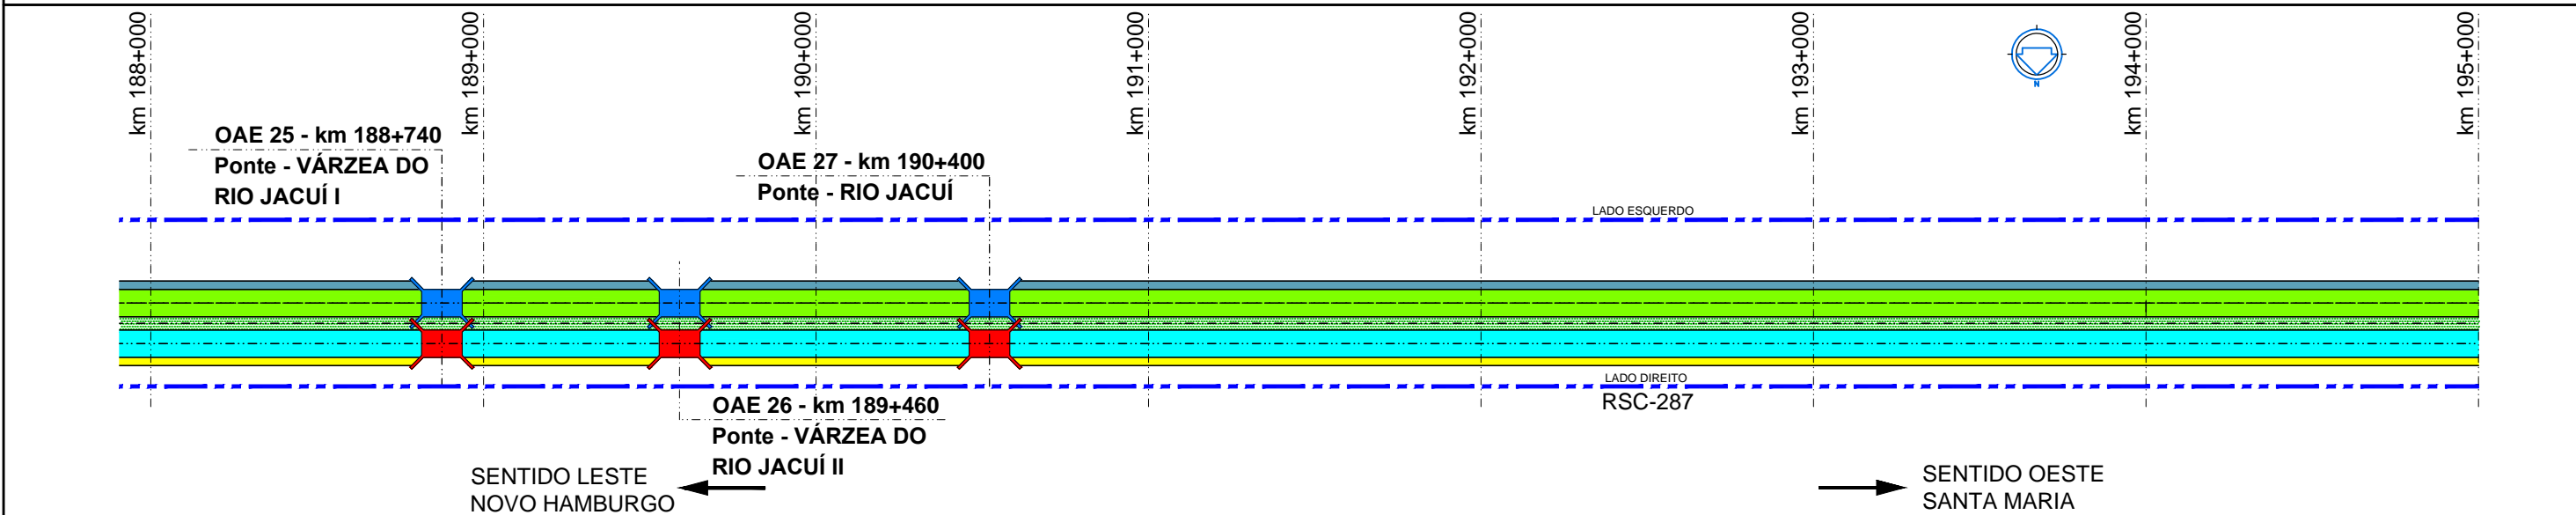 km 188+000
km 189+000
km 190+000
km 191+000
km 192+000
km 193+000
km 194+000
km 195+000
N
OAE 25 - km 188+740
Ponte - VÁRZEA DO
RIO JACUÍ I
OAE 27 - km 190+400
Ponte - RIO JACUÍ
LADO ESQUERDO
LADO DIREITO
RSC-287
OAE 26 - km 189+460
Ponte - VÁRZEA DO
RIO JACUÍ II
SENTIDO LESTE
NOVO HAMBURGO
SENTIDO OESTE
SANTA MARIA